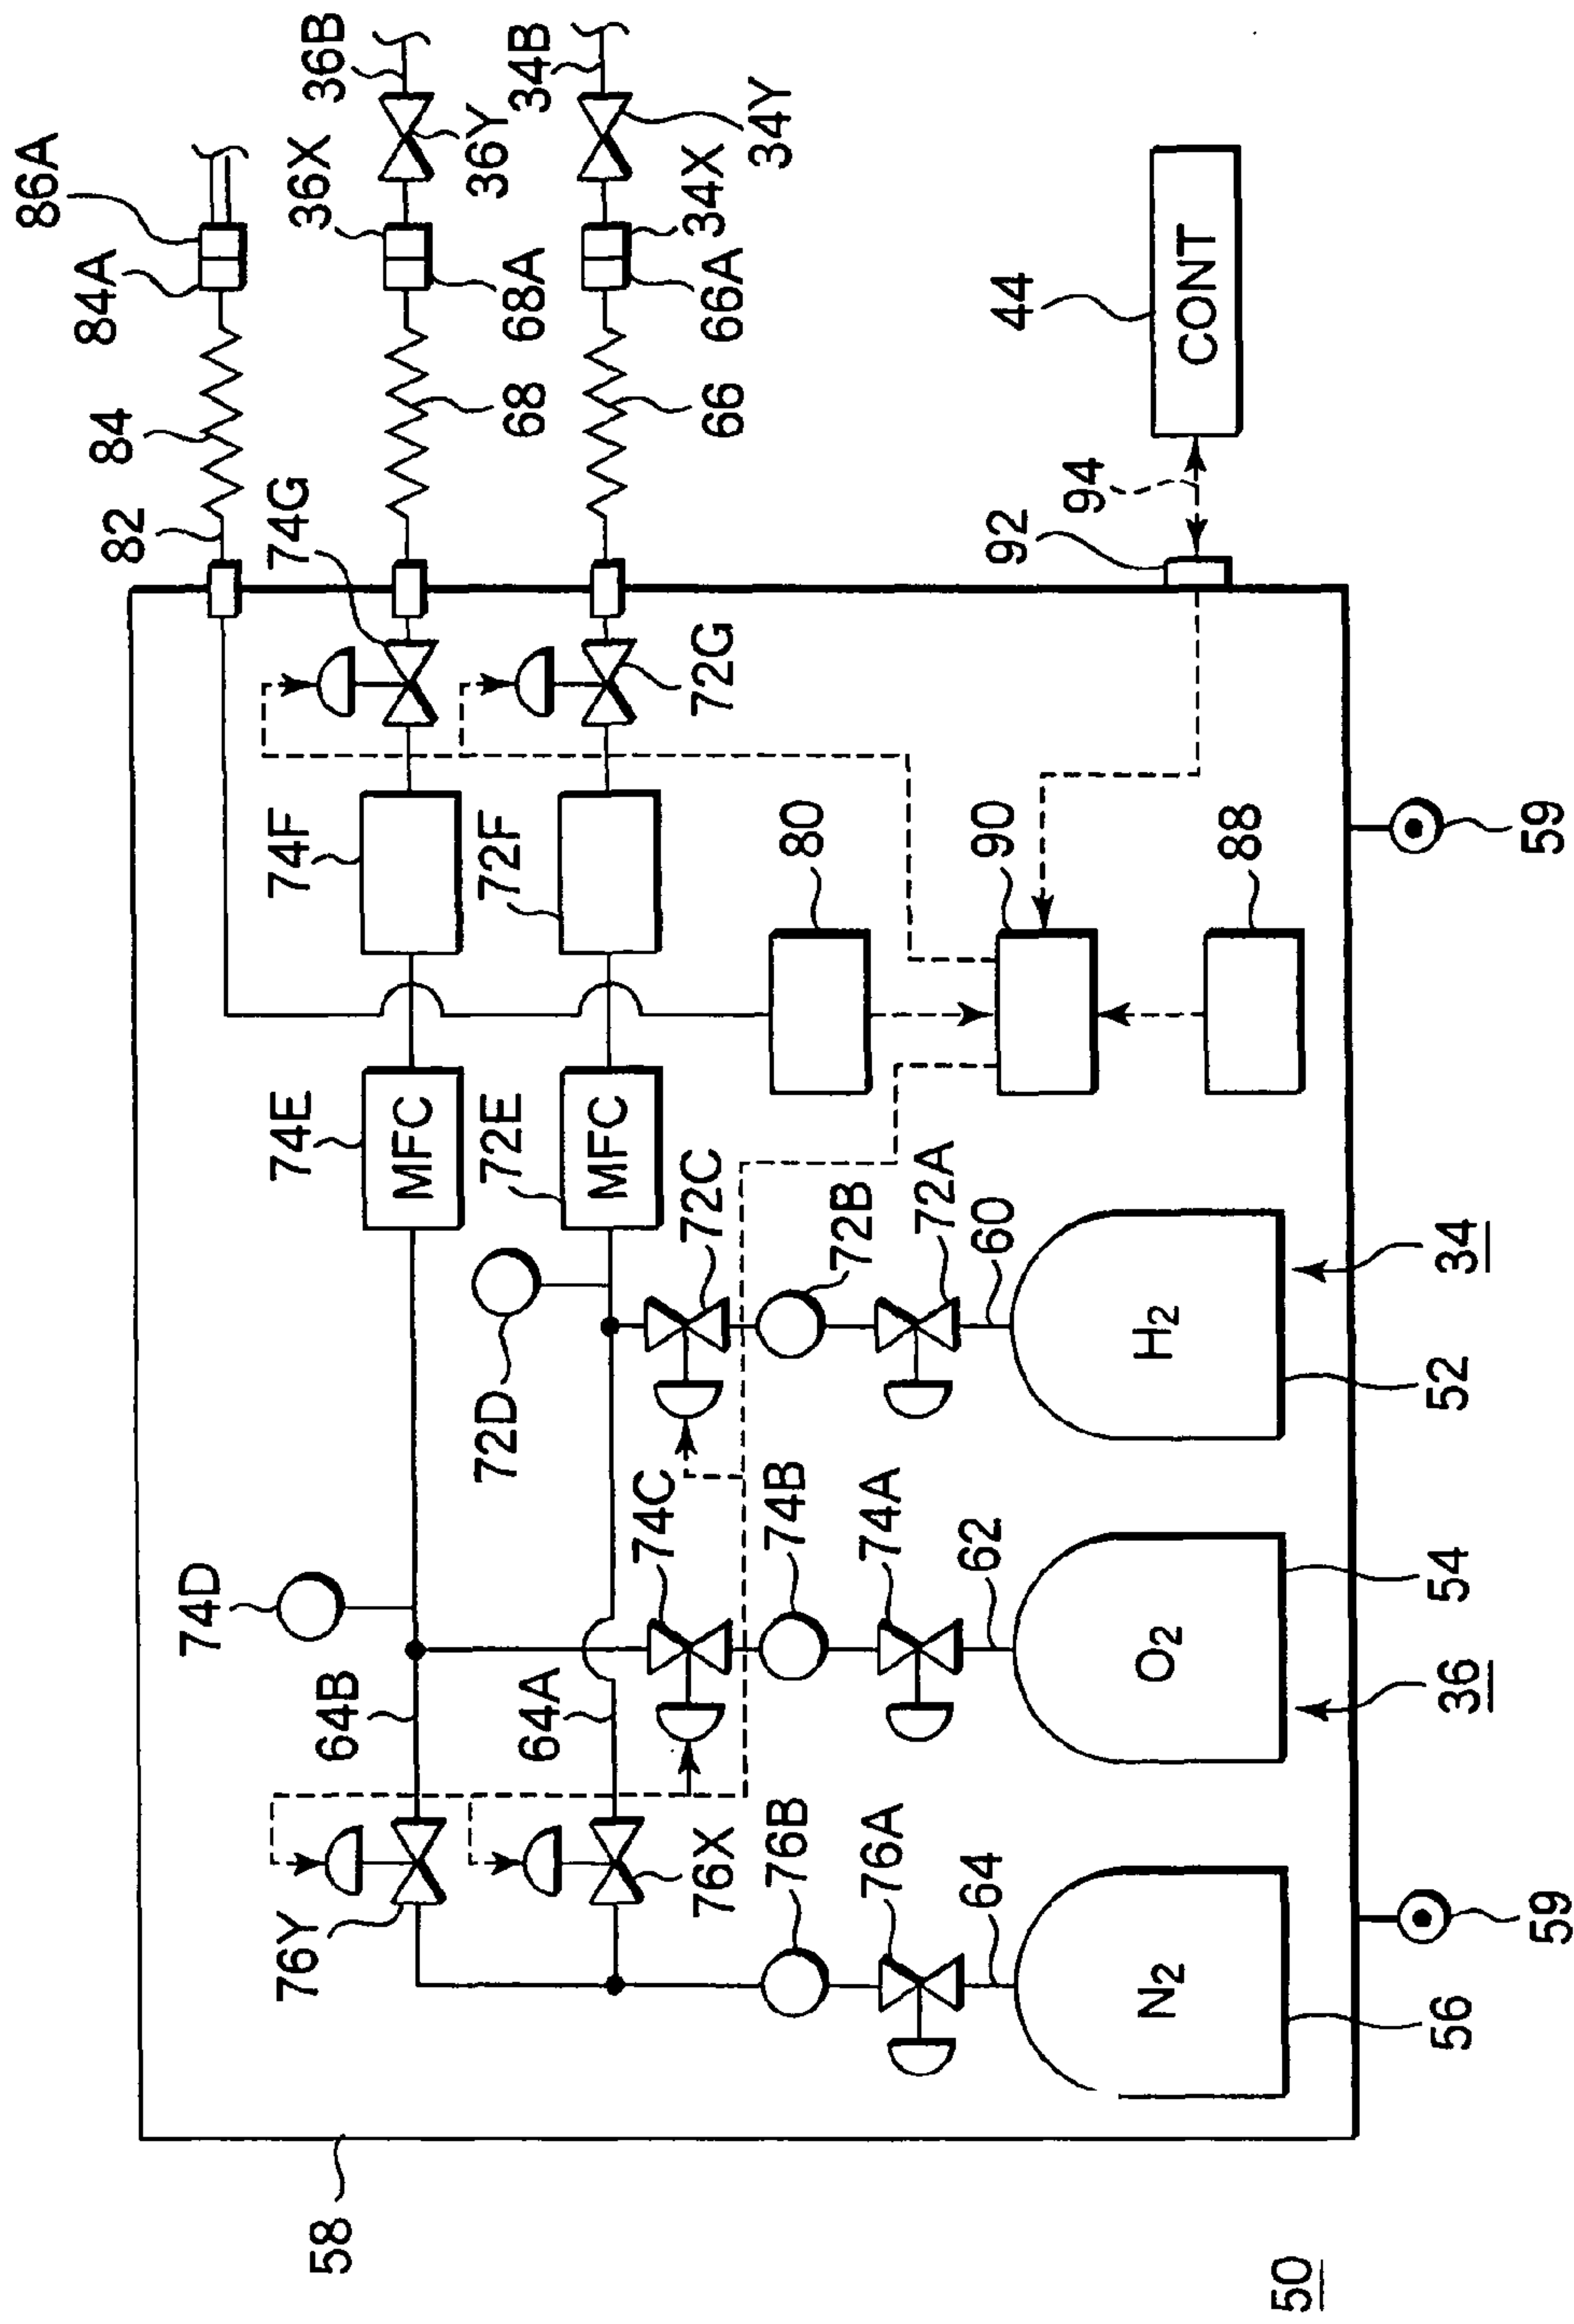 86A
84A
84
82
36B
36X
36Y
34B
34X
34Y
68A
68
66A
66
74G
72G
44
CONT
94
92
74F
72F
80
90
88
59
74E
MFC
72E
MFC
72C
72B
72A
60
H2
34
52
72D
74D
74C
74B
74A
62
O2
54
36
64B
64A
76Y
76X
76B
76A
64
N2
56
59
58
50